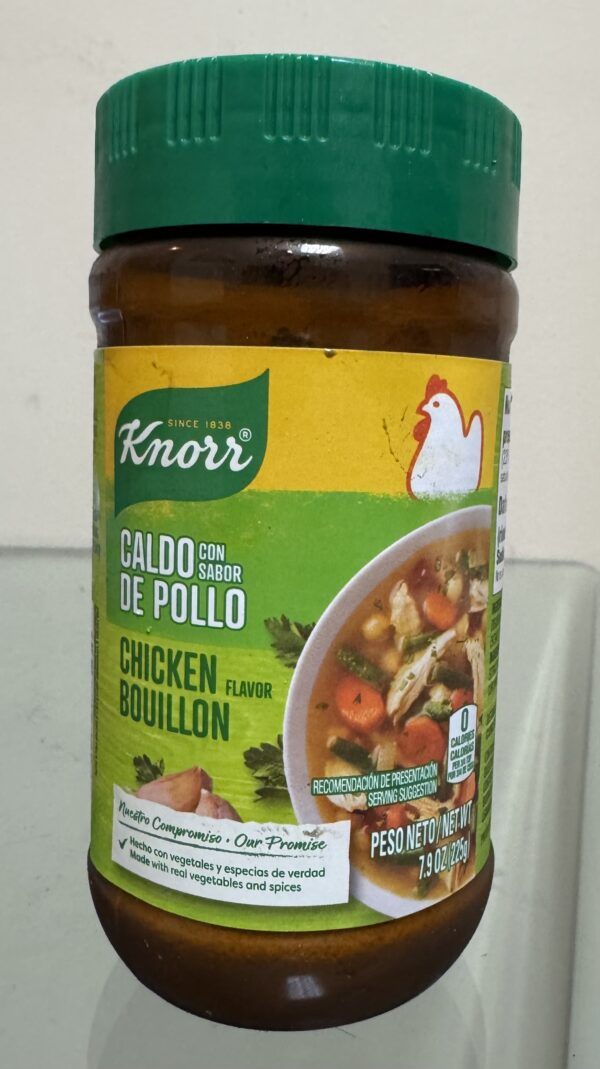 SINCE 1838
Knorr®
CALDO CON SABOR
DE POLLO
CHICKEN FLAVOR
BOUILLON
0
CALORIES
CALORÍAS
RECOMENDACIÓN DE PRESENTACIÓN
SERVING SUGGESTION
PESO NETO/NET WT
7.9 OZ (225g)
Nuestro Compromiso • Our Promise
✓ Hecho con vegetales y especias de verdad
Made with real vegetables and spices